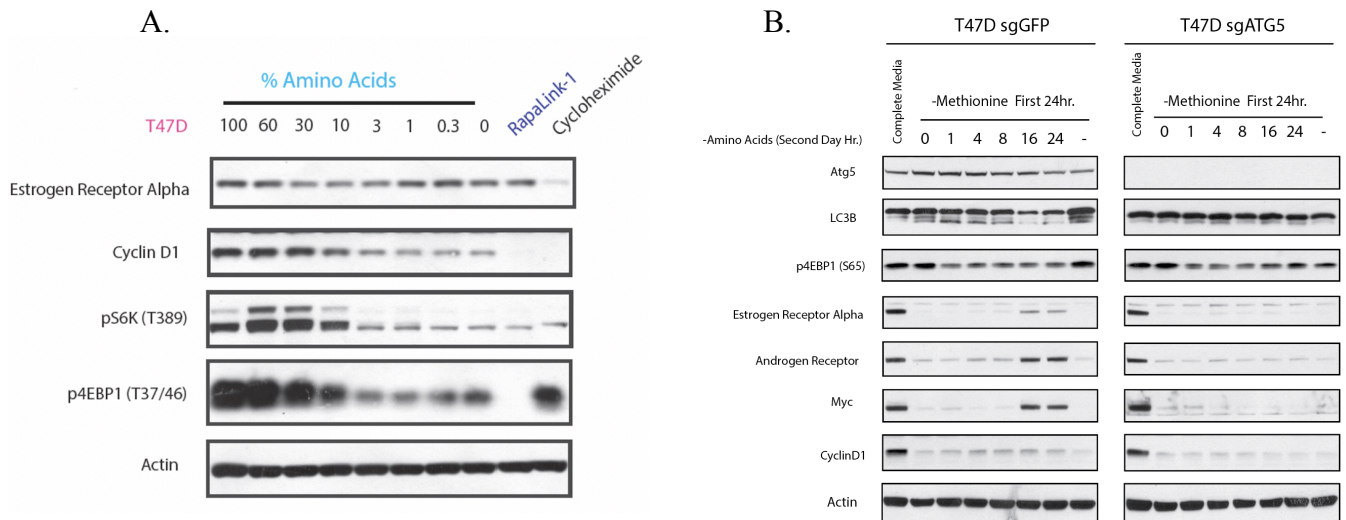 A.
% Amino Acids
T47D 100 60 30 10 3 1 0.3 0 RapaLink-1 Cycloheximide
Estrogen Receptor Alpha
Cyclin D1
pS6K (T389)
p4EBP1 (T37/46)
Actin
B.
T47D sgGFP T47D sgATG5
Complete Media -Methionine First 24hr. Complete Media -Methionine First 24hr.
-Amino Acids (Second Day Hr.) 0 1 4 8 16 24 - 0 1 4 8 16 24 -
Atg5
LC3B
p4EBP1 (S65)
Estrogen Receptor Alpha
Androgen Receptor
Myc
CyclinD1
Actin